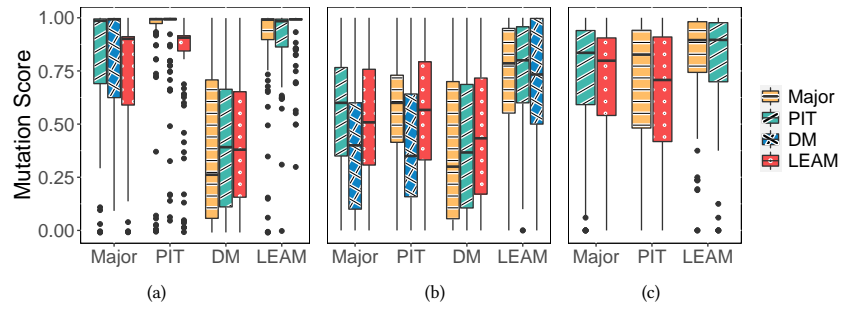 1.00
0.75
0.50
0.25
0.00
Mutation Score
Major PIT DM LEAM
Major PIT DM LEAM
Major PIT LEAM
Major
PIT
DM
LEAM
(a) (b) (c)